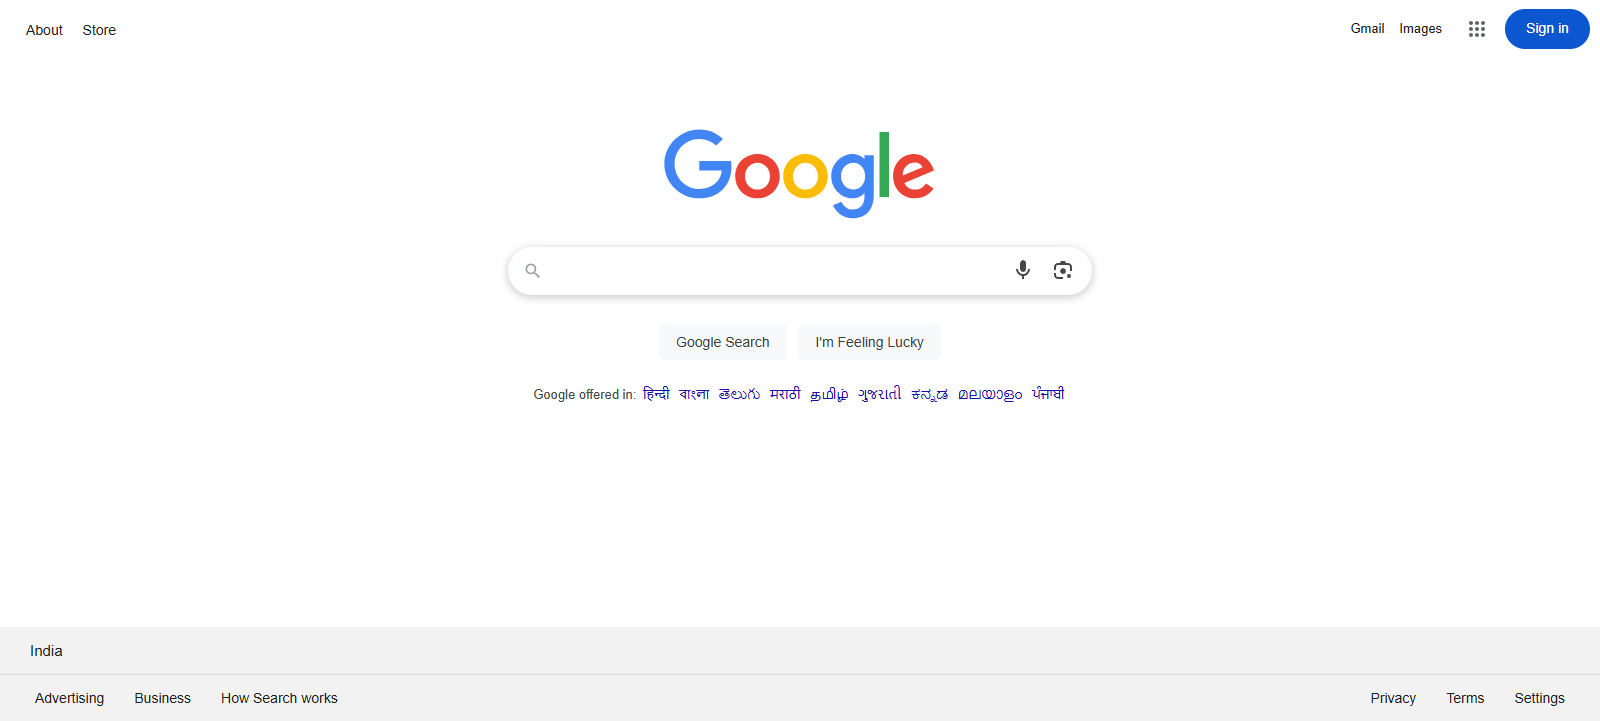 About Store Gmail Images Sign in
Google
Google Search I'm Feeling Lucky
Google offered in: हिन्दी বাংলা తెలుగు मराठी தமிழ் ગુજરાતી ಕನ್ನಡ മലയാളം ਪੰਜਾਬੀ
India
Advertising Business How Search works Privacy Terms Settings